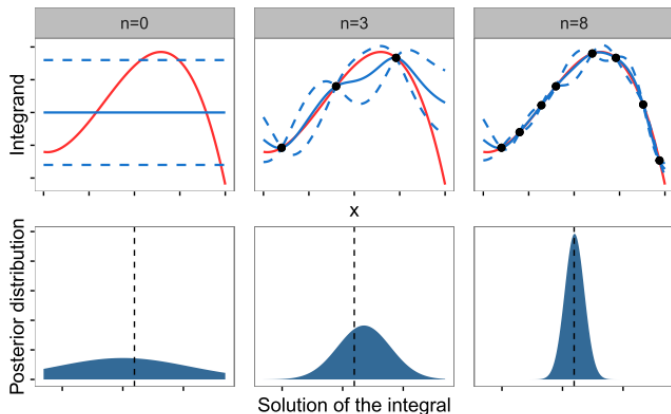 n=0
n=3
n=8
Integrand
x
Posterior distribution
Solution of the integral